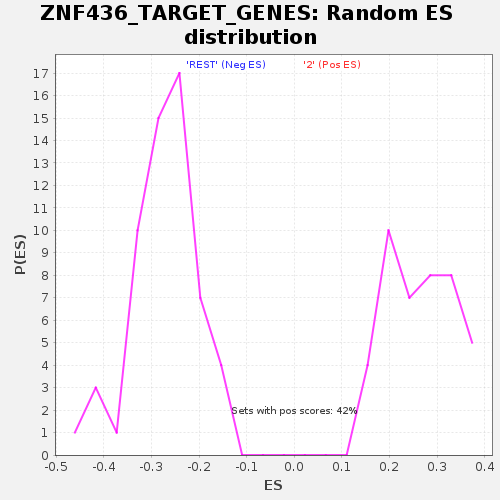 ZNF436_TARGET_GENES: Random ES
distribution
'REST' (Neg ES) '2' (Pos ES)
17
16
15
14
13
12
11
10
9
8
7
6
5
4
3
2
1
0
P(ES)
Sets with pos scores: 42%
-0.5 -0.4 -0.3 -0.2 -0.1 0.0 0.1 0.2 0.3 0.4
ES